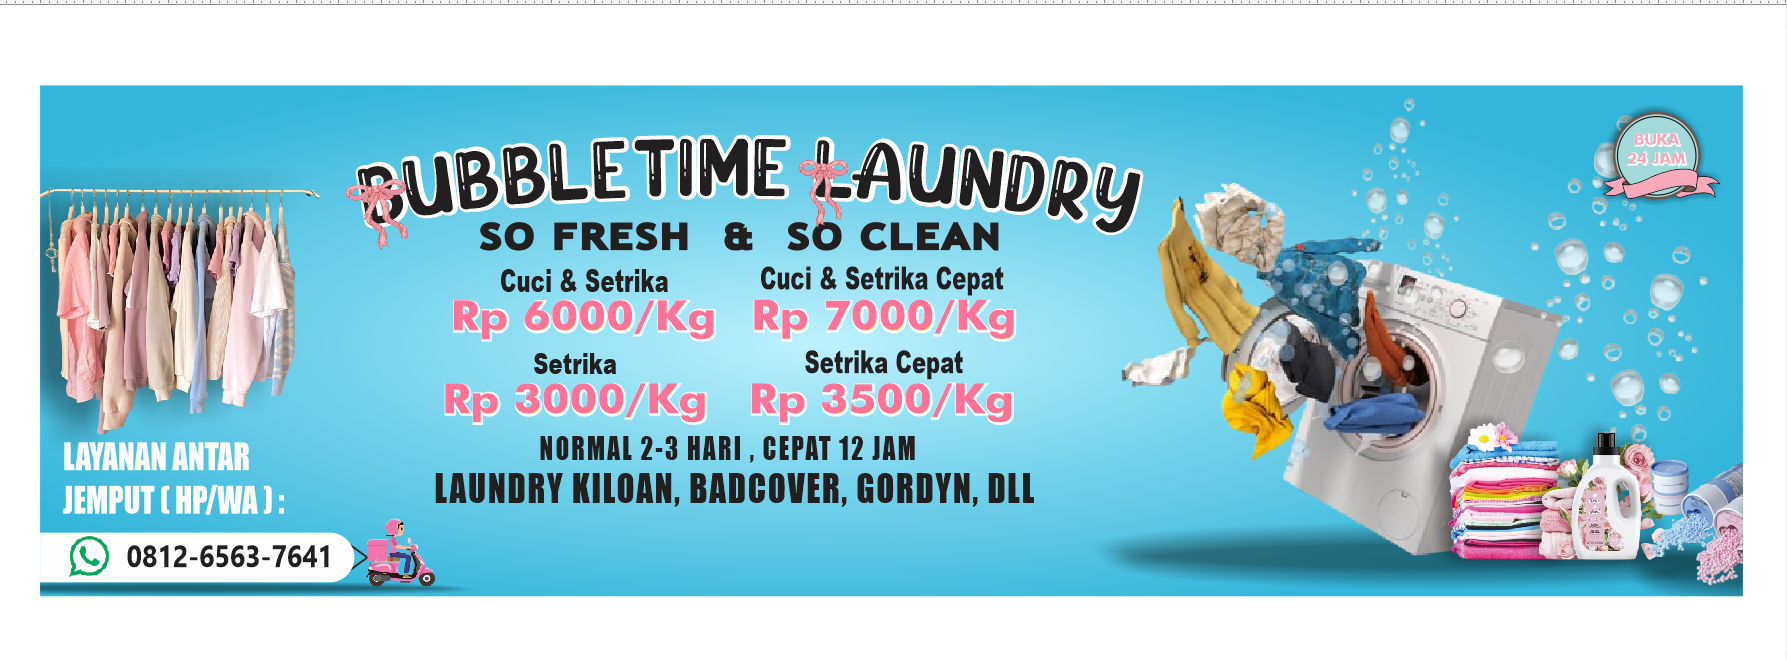 BUBBLE TIME LAUNDRY
SO FRESH & SO CLEAN
Cuci & Setrika
Rp 6000/Kg
Cuci & Setrika Cepat
Rp 7000/Kg
Setrika
Rp 3000/Kg
Setrika Cepat
Rp 3500/Kg
NORMAL 2-3 HARI , CEPAT 12 JAM
LAUNDRY KILOAN, BADCOVER, GORDYN, DLL
LAYANAN ANTAR
JEMPUT ( HP/WA ) :
0812-6563-7641
BUKA
24 JAM